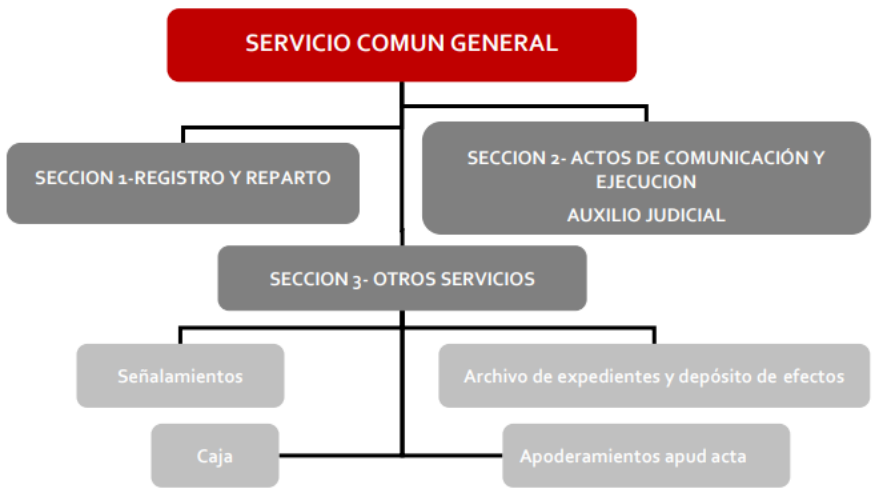 SERVICIO COMUN GENERAL
SECCION 1-REGISTRO Y REPARTO
SECCION 2- ACTOS DE COMUNICACIÓN Y
EJECUCION
AUXILIO JUDICIAL
SECCION 3- OTROS SERVICIOS
Señalamientos
Archivo de expedientes y depósito de efectos
Caja
Apoderamientos apud acta